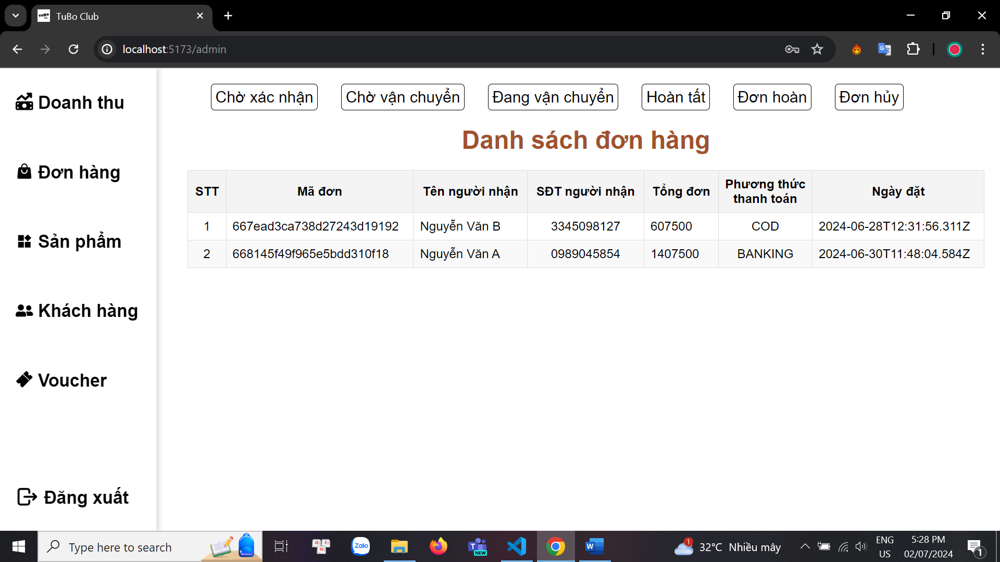 TuBo Club
localhost:5173/admin
Doanh thu
Đơn hàng
Sản phẩm
Khách hàng
Voucher
Đăng xuất
Chờ xác nhận Chờ vận chuyển Đang vận chuyển Hoàn tất Đơn hoàn Đơn hủy
Danh sách đơn hàng
STT Mã đơn Tên người nhận SĐT người nhận Tổng đơn Phương thức thanh toán Ngày đặt
1 667ead3ca738d27243d19192 Nguyễn Văn B 3345098127 607500 COD 2024-06-28T12:31:56.311Z
2 668145f49f965e5bdd310f18 Nguyễn Văn A 0989045854 1407500 BANKING 2024-06-30T11:48:04.584Z
Type here to search
Zalo
NEW
1
32°C Nhiều mây
ENG
US
5:28 PM
02/07/2024
1